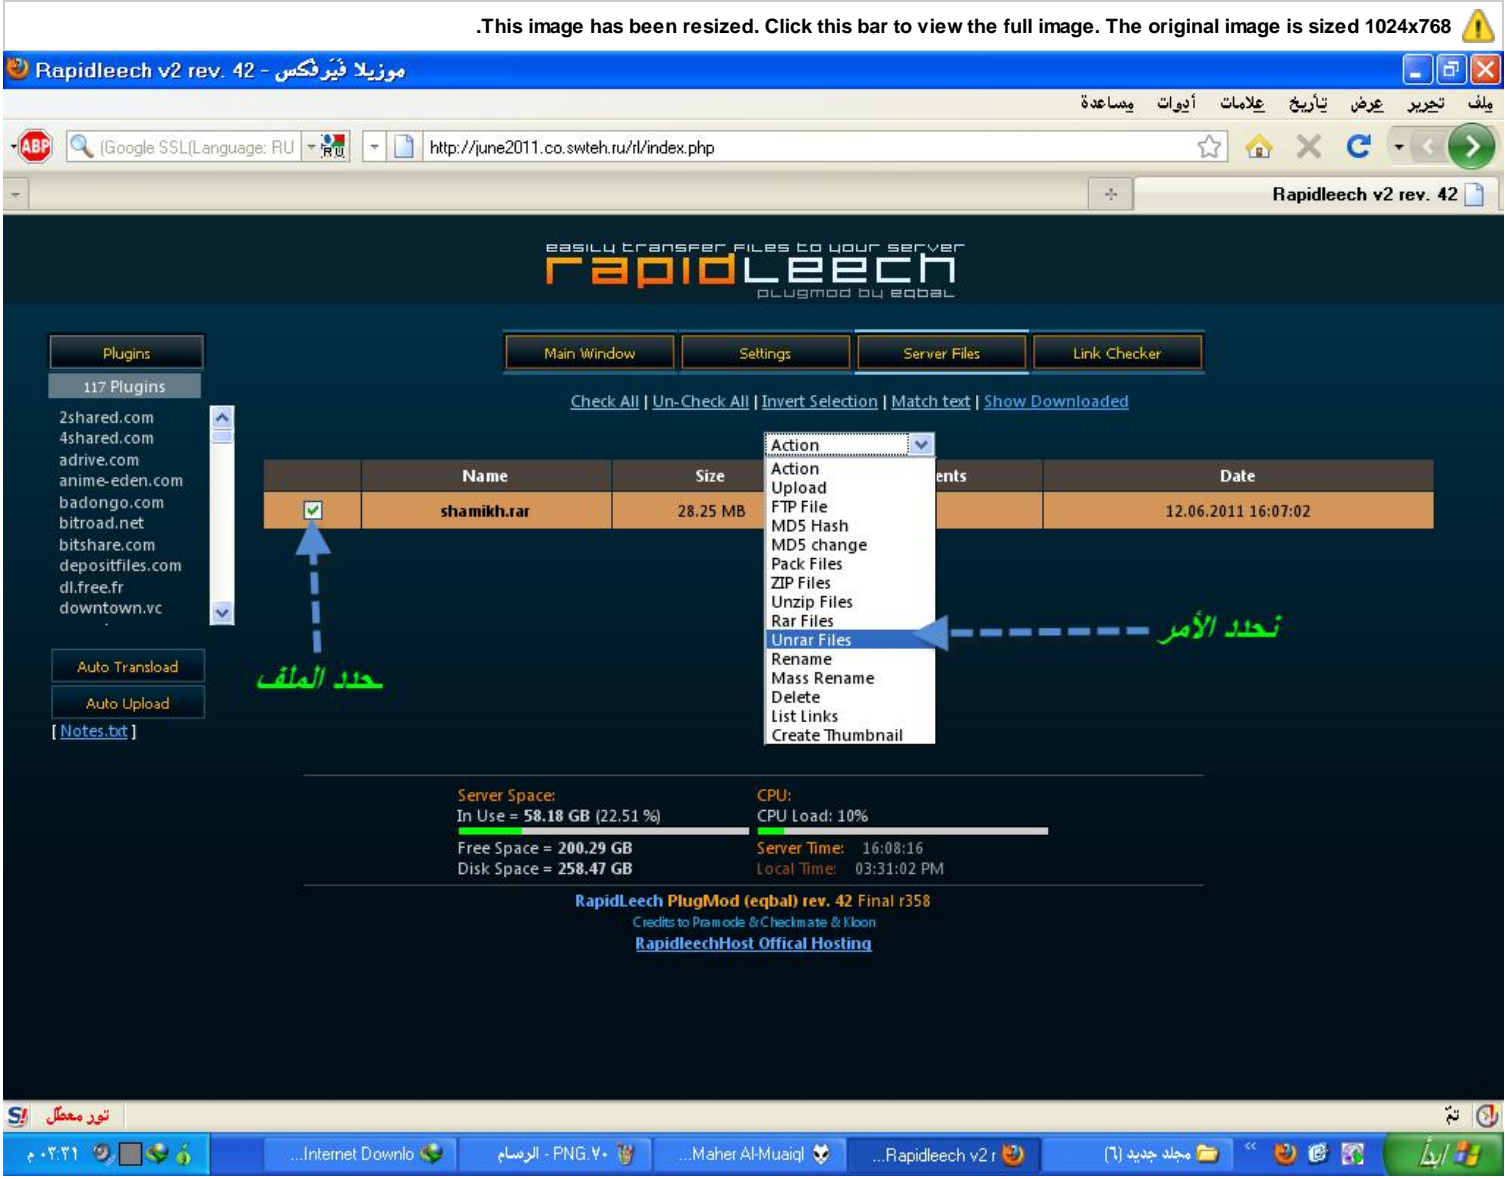 .This image has been resized. Click this bar to view the full image. The original image is sized 1024x768
Rapidleech v2 rev. 42 - موزيلا فَيَرفُكس
ملف تحرير عرض تأريخ علامات أدوات مساعدة
ABP
(Google SSL(Language: RU
RU
http://june2011.co.swteh.ru/rl/index.php
Rapidleech v2 rev. 42
easily transfer files to your server
rapidLeech
plugmod by eqbal
Plugins
Main Window
Settings
Server Files
Link Checker
117 Plugins
Check All | Un-Check All | Invert Selection | Match text | Show Downloaded
2shared.com
4shared.com
adrive.com
anime-eden.com
badongo.com
bitroad.net
bitshare.com
depositfiles.com
dl.free.fr
downtown.vc
Action
Name
Size
ents
Date
shamikh.rar
28.25 MB
12.06.2011 16:07:02
Action
Upload
FTP File
MD5 Hash
MD5 change
Pack Files
ZIP Files
Unzip Files
Rar Files
Unrar Files
Rename
Mass Rename
Delete
List Links
Create Thumbnail
نحدد الأمر
حدد الملف
Auto Transload
Auto Upload
[ Notes.txt ]
Server Space:
In Use = 58.18 GB (22.51 %)
Free Space = 200.29 GB
Disk Space = 258.47 GB
CPU:
CPU Load: 10%
Server Time: 16:08:16
Local Time: 03:31:02 PM
RapidLeech PlugMod (eqbal) rev. 42 Final r358
Credits to Pramode & Checkmate & Kloon
RapidleechHost Offical Hosting
تمّ
تور معطّل
ابدأ
مجلد جديد (٦)
...Rapidleech v2 r
...Maher Al-Muaiql
PNG.٧٠ - الرسام
...Internet Downlo
٠٣:٣١ م